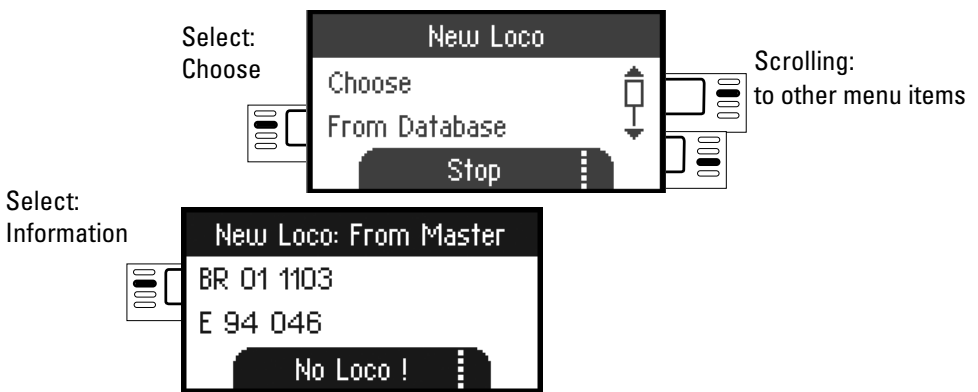 Select:
Choose
New Loco
Choose
From Database
Stop
Scrolling:
to other menu items
Select:
Information
New Loco: From Master
BR 01 1103
E 94 046
No Loco !